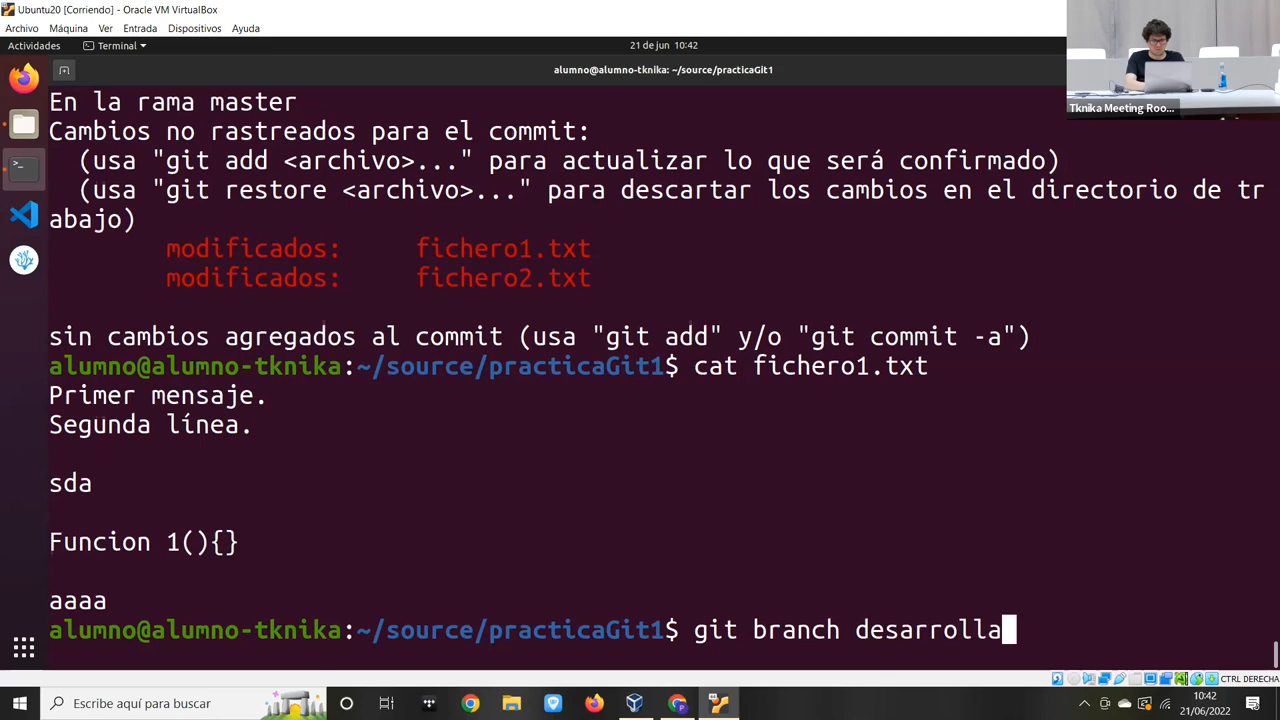 Ubuntu20 [Corriendo] - Oracle VM VirtualBox
Archivo Máquina Ver Entrada Dispositivos Ayuda
Actividades Terminal 21 de jun 10:42
alumno@alumno-tknika: ~/source/practicaGit1
Tknika Meeting Roo...
En la rama master
Cambios no rastreados para el commit:
(usa "git add <archivo>..." para actualizar lo que será confirmado)
(usa "git restore <archivo>..." para descartar los cambios en el directorio de tr
abajo)
modificados: fichero1.txt
modificados: fichero2.txt
sin cambios agregados al commit (usa "git add" y/o "git commit -a")
alumno@alumno-tknika:~/source/practicaGit1$ cat fichero1.txt
Primer mensaje.
Segunda línea.
sda
Funcion 1(){}
aaaa
alumno@alumno-tknika:~/source/practicaGit1$ git branch desarrolla
CTRL DERECHA
Escribe aquí para buscar
10:42
21/06/2022